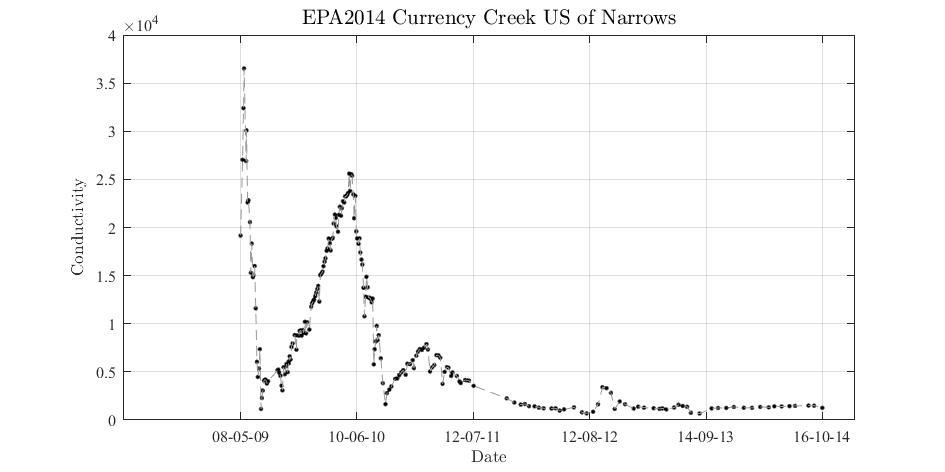 EPA2014 Currency Creek US of Narrows
×10⁴
4
3.5
3
2.5
2
1.5
1
0.5
0
Conductivity
08-05-09 10-06-10 12-07-11 12-08-12 14-09-13 16-10-14
Date